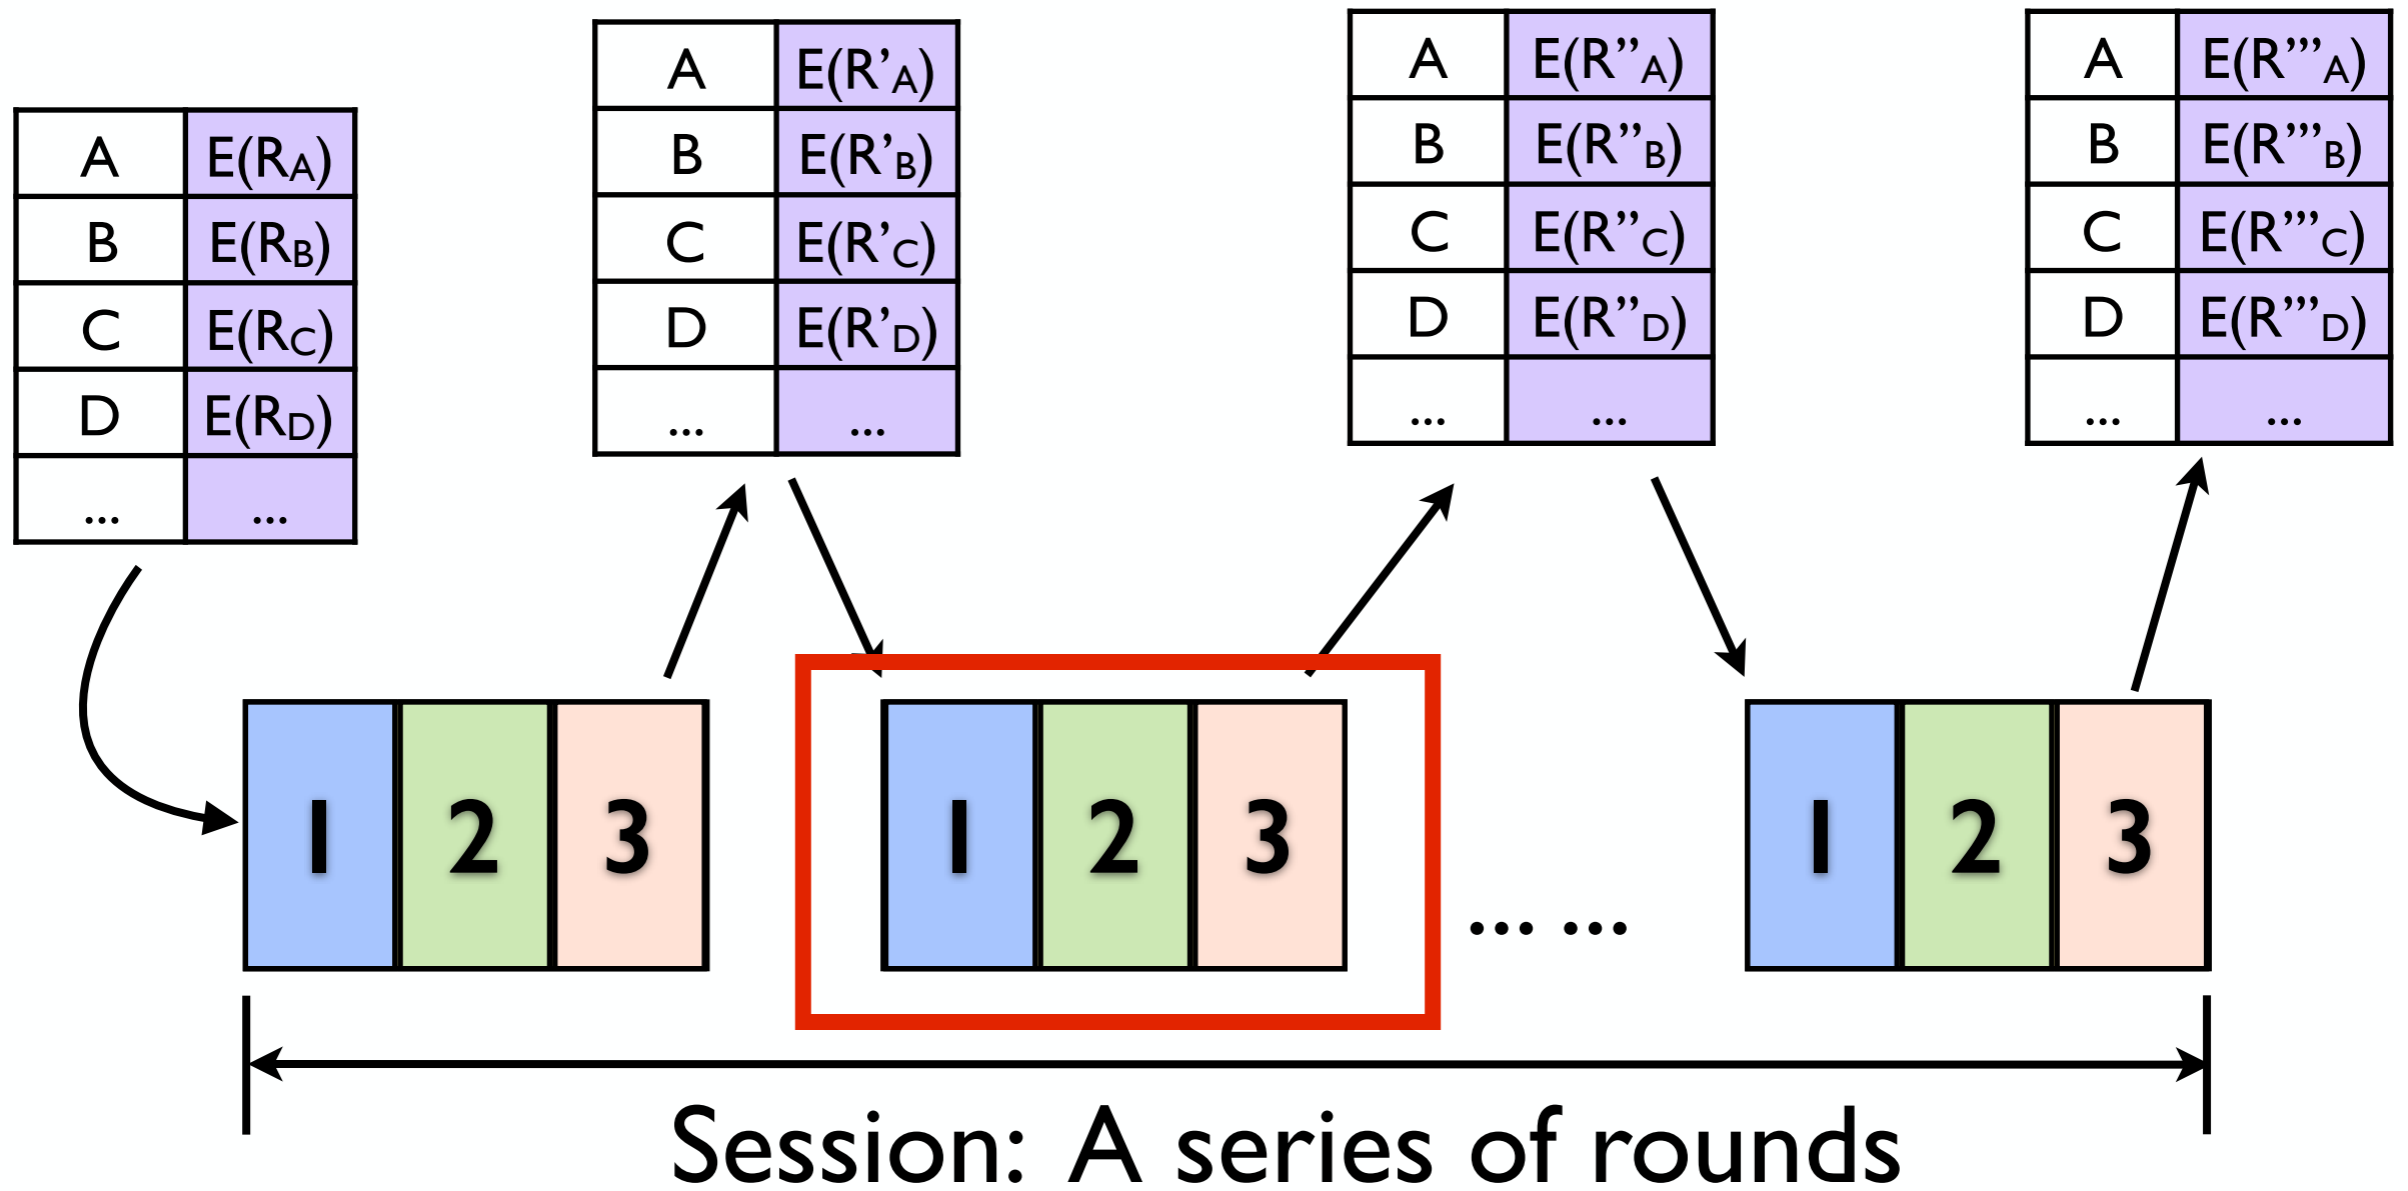 A E(RA)
B E(RB)
C E(RC)
D E(RD)
... ...
A E(R’A)
B E(R’B)
C E(R’C)
D E(R’D)
... ...
A E(R’’A)
B E(R’’B)
C E(R’’C)
D E(R’’D)
... ...
A E(R’’’A)
B E(R’’’B)
C E(R’’’C)
D E(R’’’D)
... ...
1 2 3
1 2 3
... ...
1 2 3
Session: A series of rounds